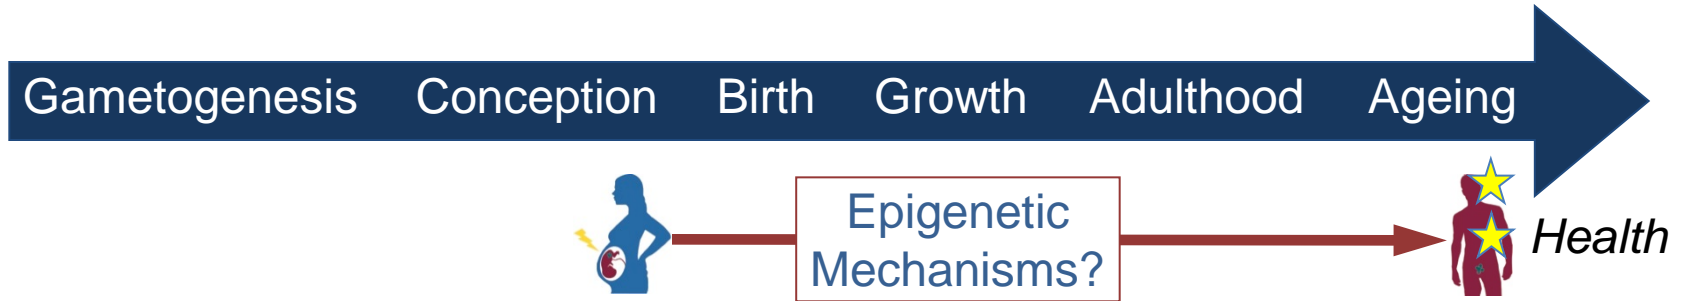 Gametogenesis Conception Birth Growth Adulthood Ageing
Epigenetic
Mechanisms?
Health